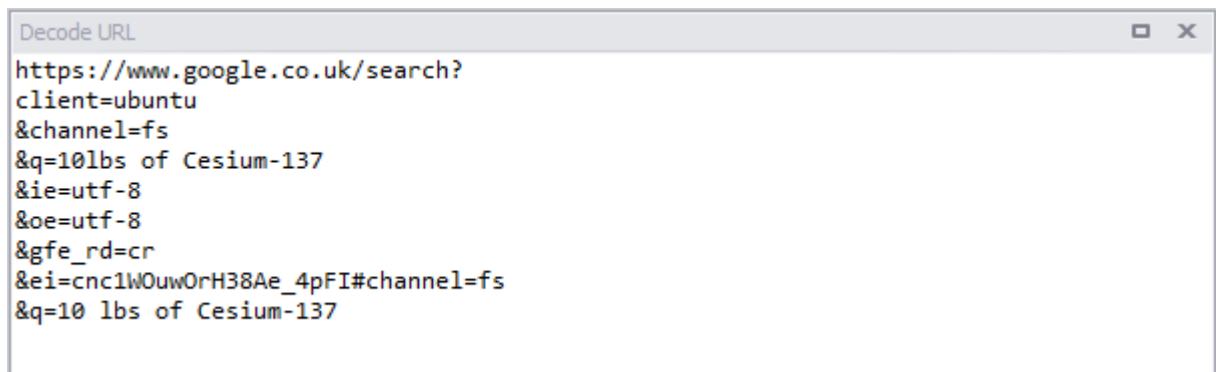 Decode URL
https://www.google.co.uk/search?
client=ubuntu
&channel=fs
&q=10lbs of Cesium-137
&ie=utf-8
&oe=utf-8
&gfe_rd=cr
&ei=cnc1WOuwOrH38Ae_4pFI#channel=fs
&q=10 lbs of Cesium-137